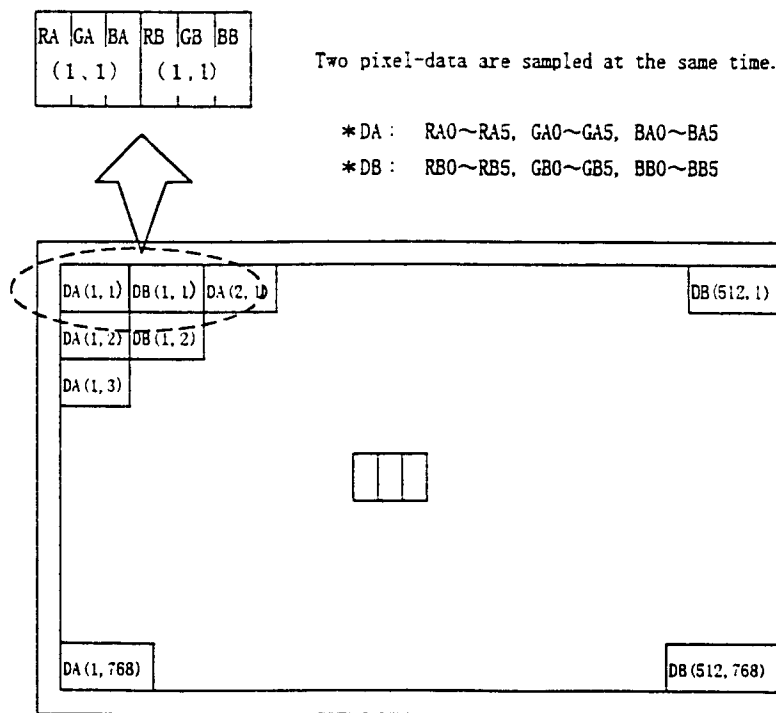 RA GA BA RB GB BB
(1、1) (1,1)
Two pixel-data are sampled at the same time.
*DA : RA0~RA5, GA0~GA5, BA0~BA5
*DB : RB0~RB5, GB0~GB5, BB0~BB5
DA(1,1) DB(1,1) DA(2,1) DB(512,1)
DA(1,2) DB(1,2)
DA(1,3)
DA(1,768) DB(512,768)